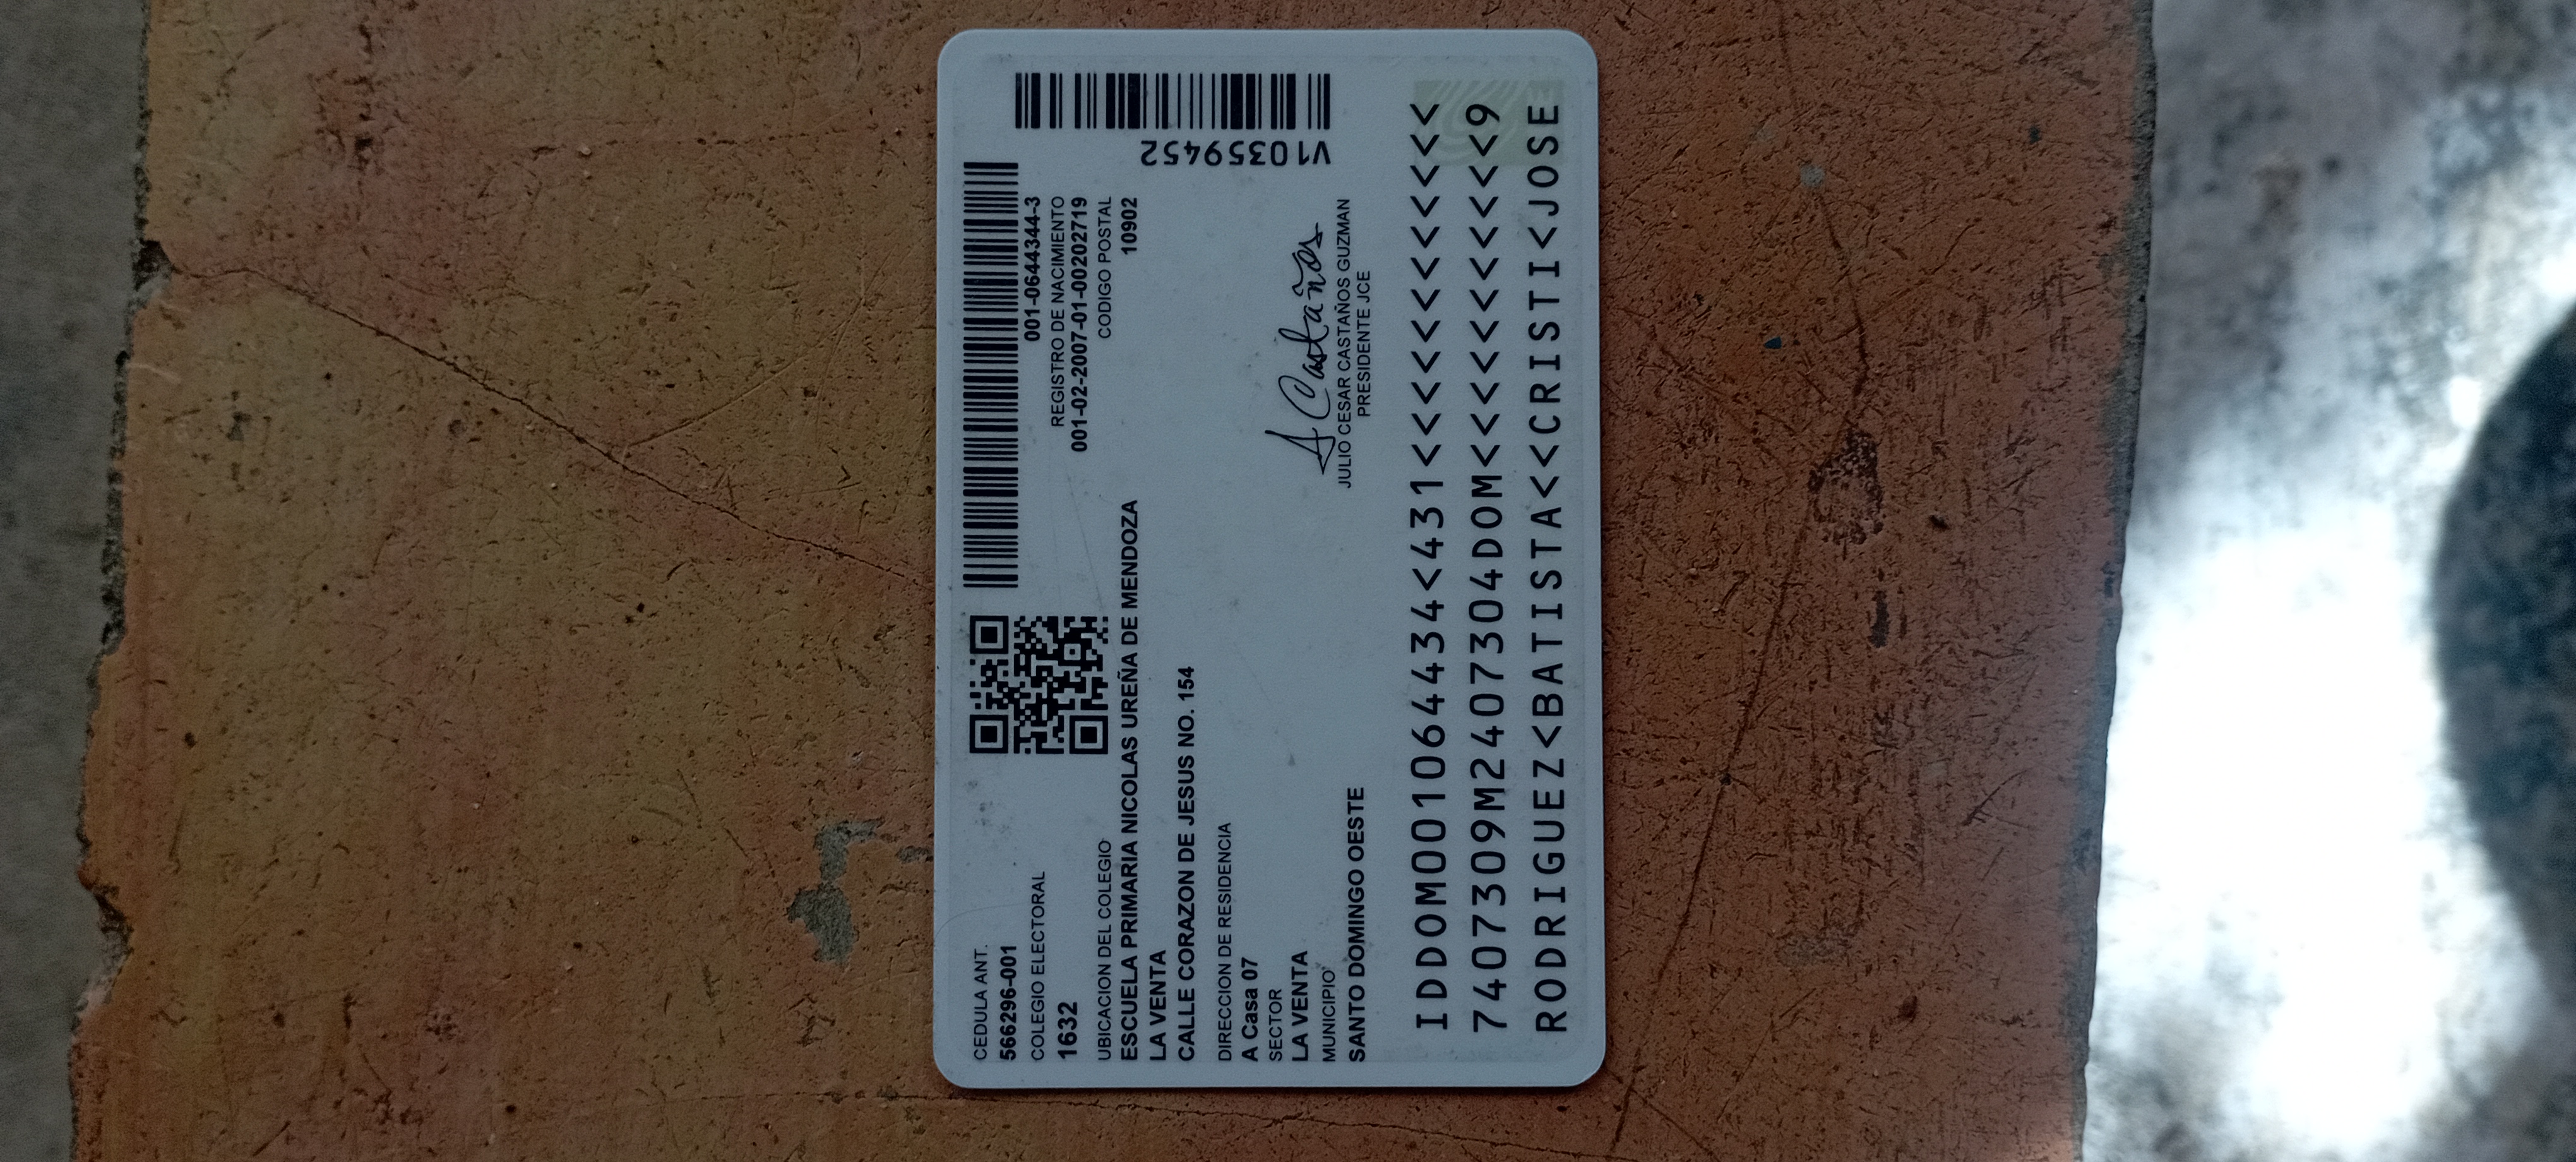 CEDULA ANT.
566296-001
COLEGIO ELECTORAL
1632
UBICACION DEL COLEGIO
ESCUELA PRIMARIA NICOLAS UREÑA DE MENDOZA
LA VENTA
CALLE CORAZON DE JESUS NO. 154
DIRECCION DE RESIDENCIA
A Casa 07
SECTOR
LA VENTA
MUNICIPIO
SANTO DOMINGO OESTE
001-0644344-3
REGISTRO DE NACIMIENTO
001-02-2007-01-00202719
CODIGO POSTAL
10902
V10359452
A Castaños
JULIO CESAR CASTAÑOS GUZMAN
PRESIDENTE JCE
IDDOM001064434<431<<<<<<<<<<<<
7407309M2407304DOM<<<<<<<<<<<9
RODRIGUEZ<BATISTA<<CRISTI<JOSE